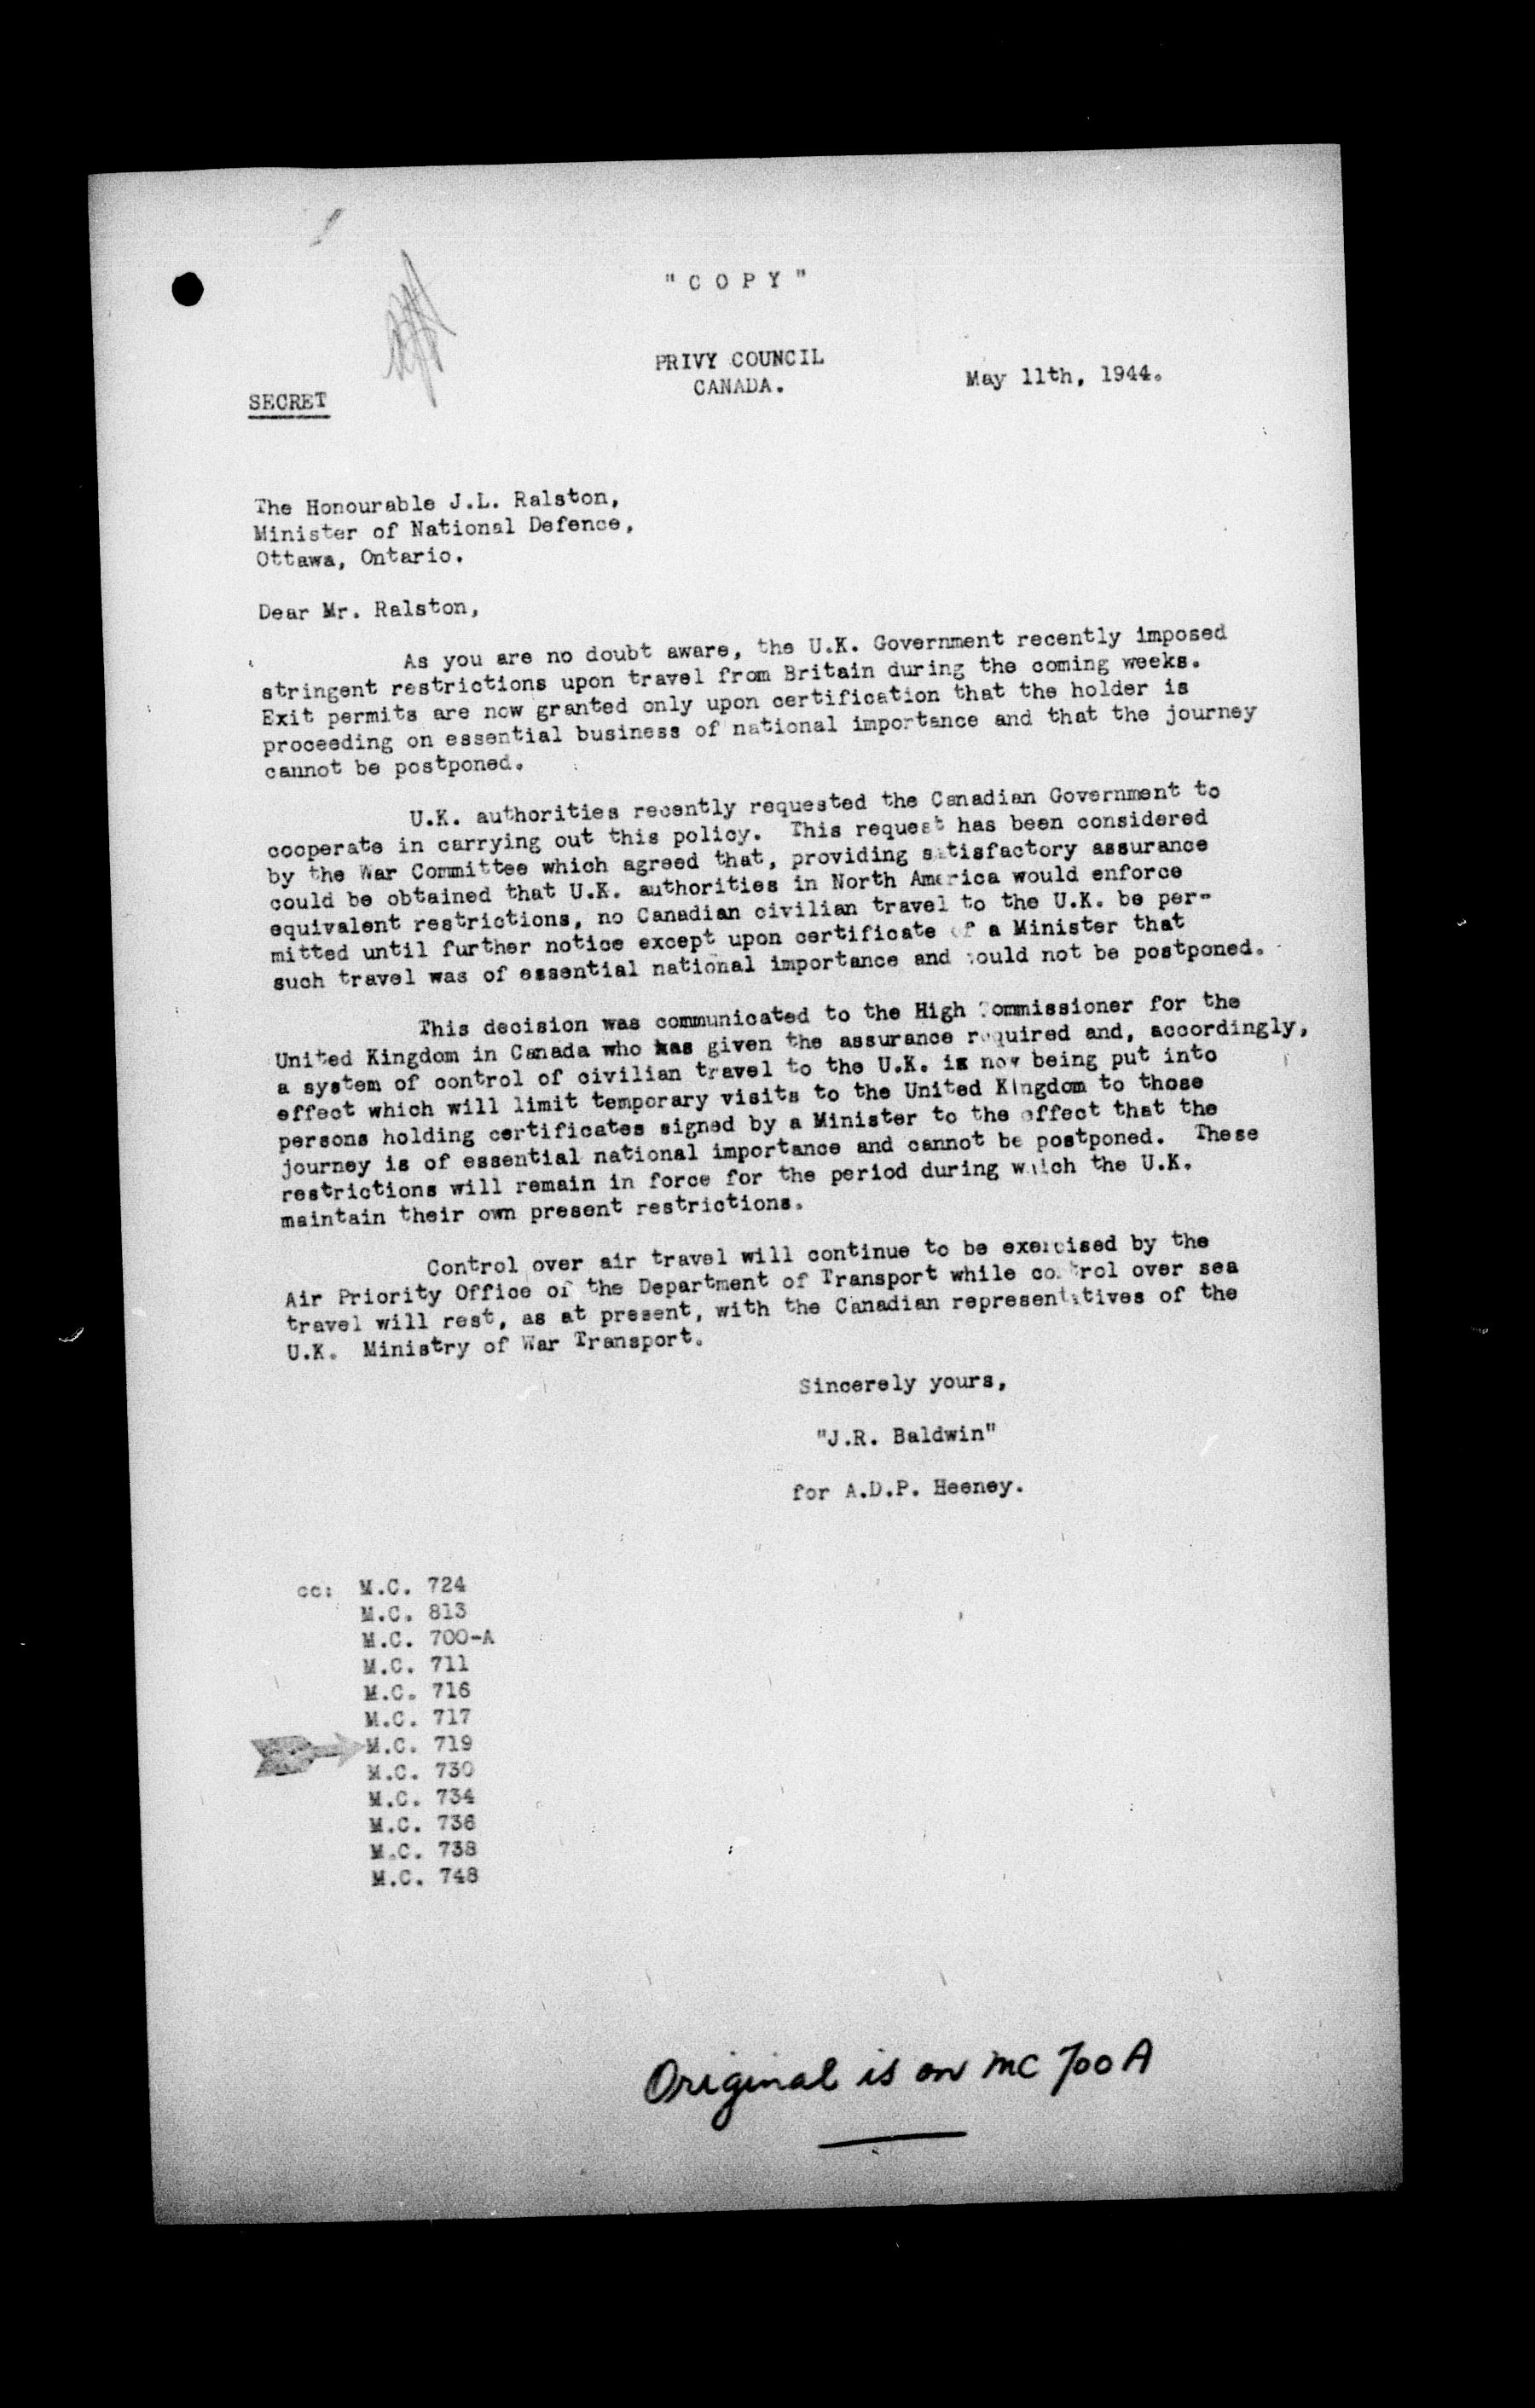 "COPY"
PRIVY COUNCIL
CANADA.
May 11th, 1944.
SECRET
The Honourable J.L. Ralston,
Minister of National Defence,
Ottawa, Ontario.
Dear Mr. Ralston,
As you are no doubt aware, the U.K. Government recently imposed
stringent restrictions upon travel from Britain during the coming weeks.
Exit permits are now granted only upon certification that the holder is
proceeding on essential business of national importance and that the journey
cannot be postponed.
U.K. authorities recently requested the Canadian Government to
cooperate in carrying out this policy. This request has been considered
by the War Committee which agreed that, providing satisfactory assurance
could be obtained that U.K. authorities in North America would enforce
equivalent restrictions, no Canadian civilian travel to the U.K. be per-
mitted until further notice except upon certificate of a Minister that
such travel was of essential national importance and could not be postponed.
This decision was communicated to the High Commissioner for the
United Kingdom in Canada who has given the assurance required and, accordingly,
a system of control of civilian travel to the U.K. is now being put into
effect which will limit temporary visits to the United Kingdom to those
persons holding certificates signed by a Minister to the effect that the
journey is of essential national importance and cannot be postponed. These
restrictions will remain in force for the period during which the U.K.
maintain their own present restrictions.
Control over air travel will continue to be exercised by the
Air Priority Office of the Department of Transport while control over sea
travel will rest, as at present, with the Canadian representatives of the
U.K. Ministry of War Transport.
Sincerely yours,
"J.R. Baldwin"
for A.D.P. Heeney.
cc: M.C. 724
M.C. 813
M.C. 700-A
M.C. 711
M.C. 716
M.C. 717
M.C. 719
M.C. 730
M.C. 734
M.C. 736
M.C. 738
M.C. 748
Original is on MC 700A